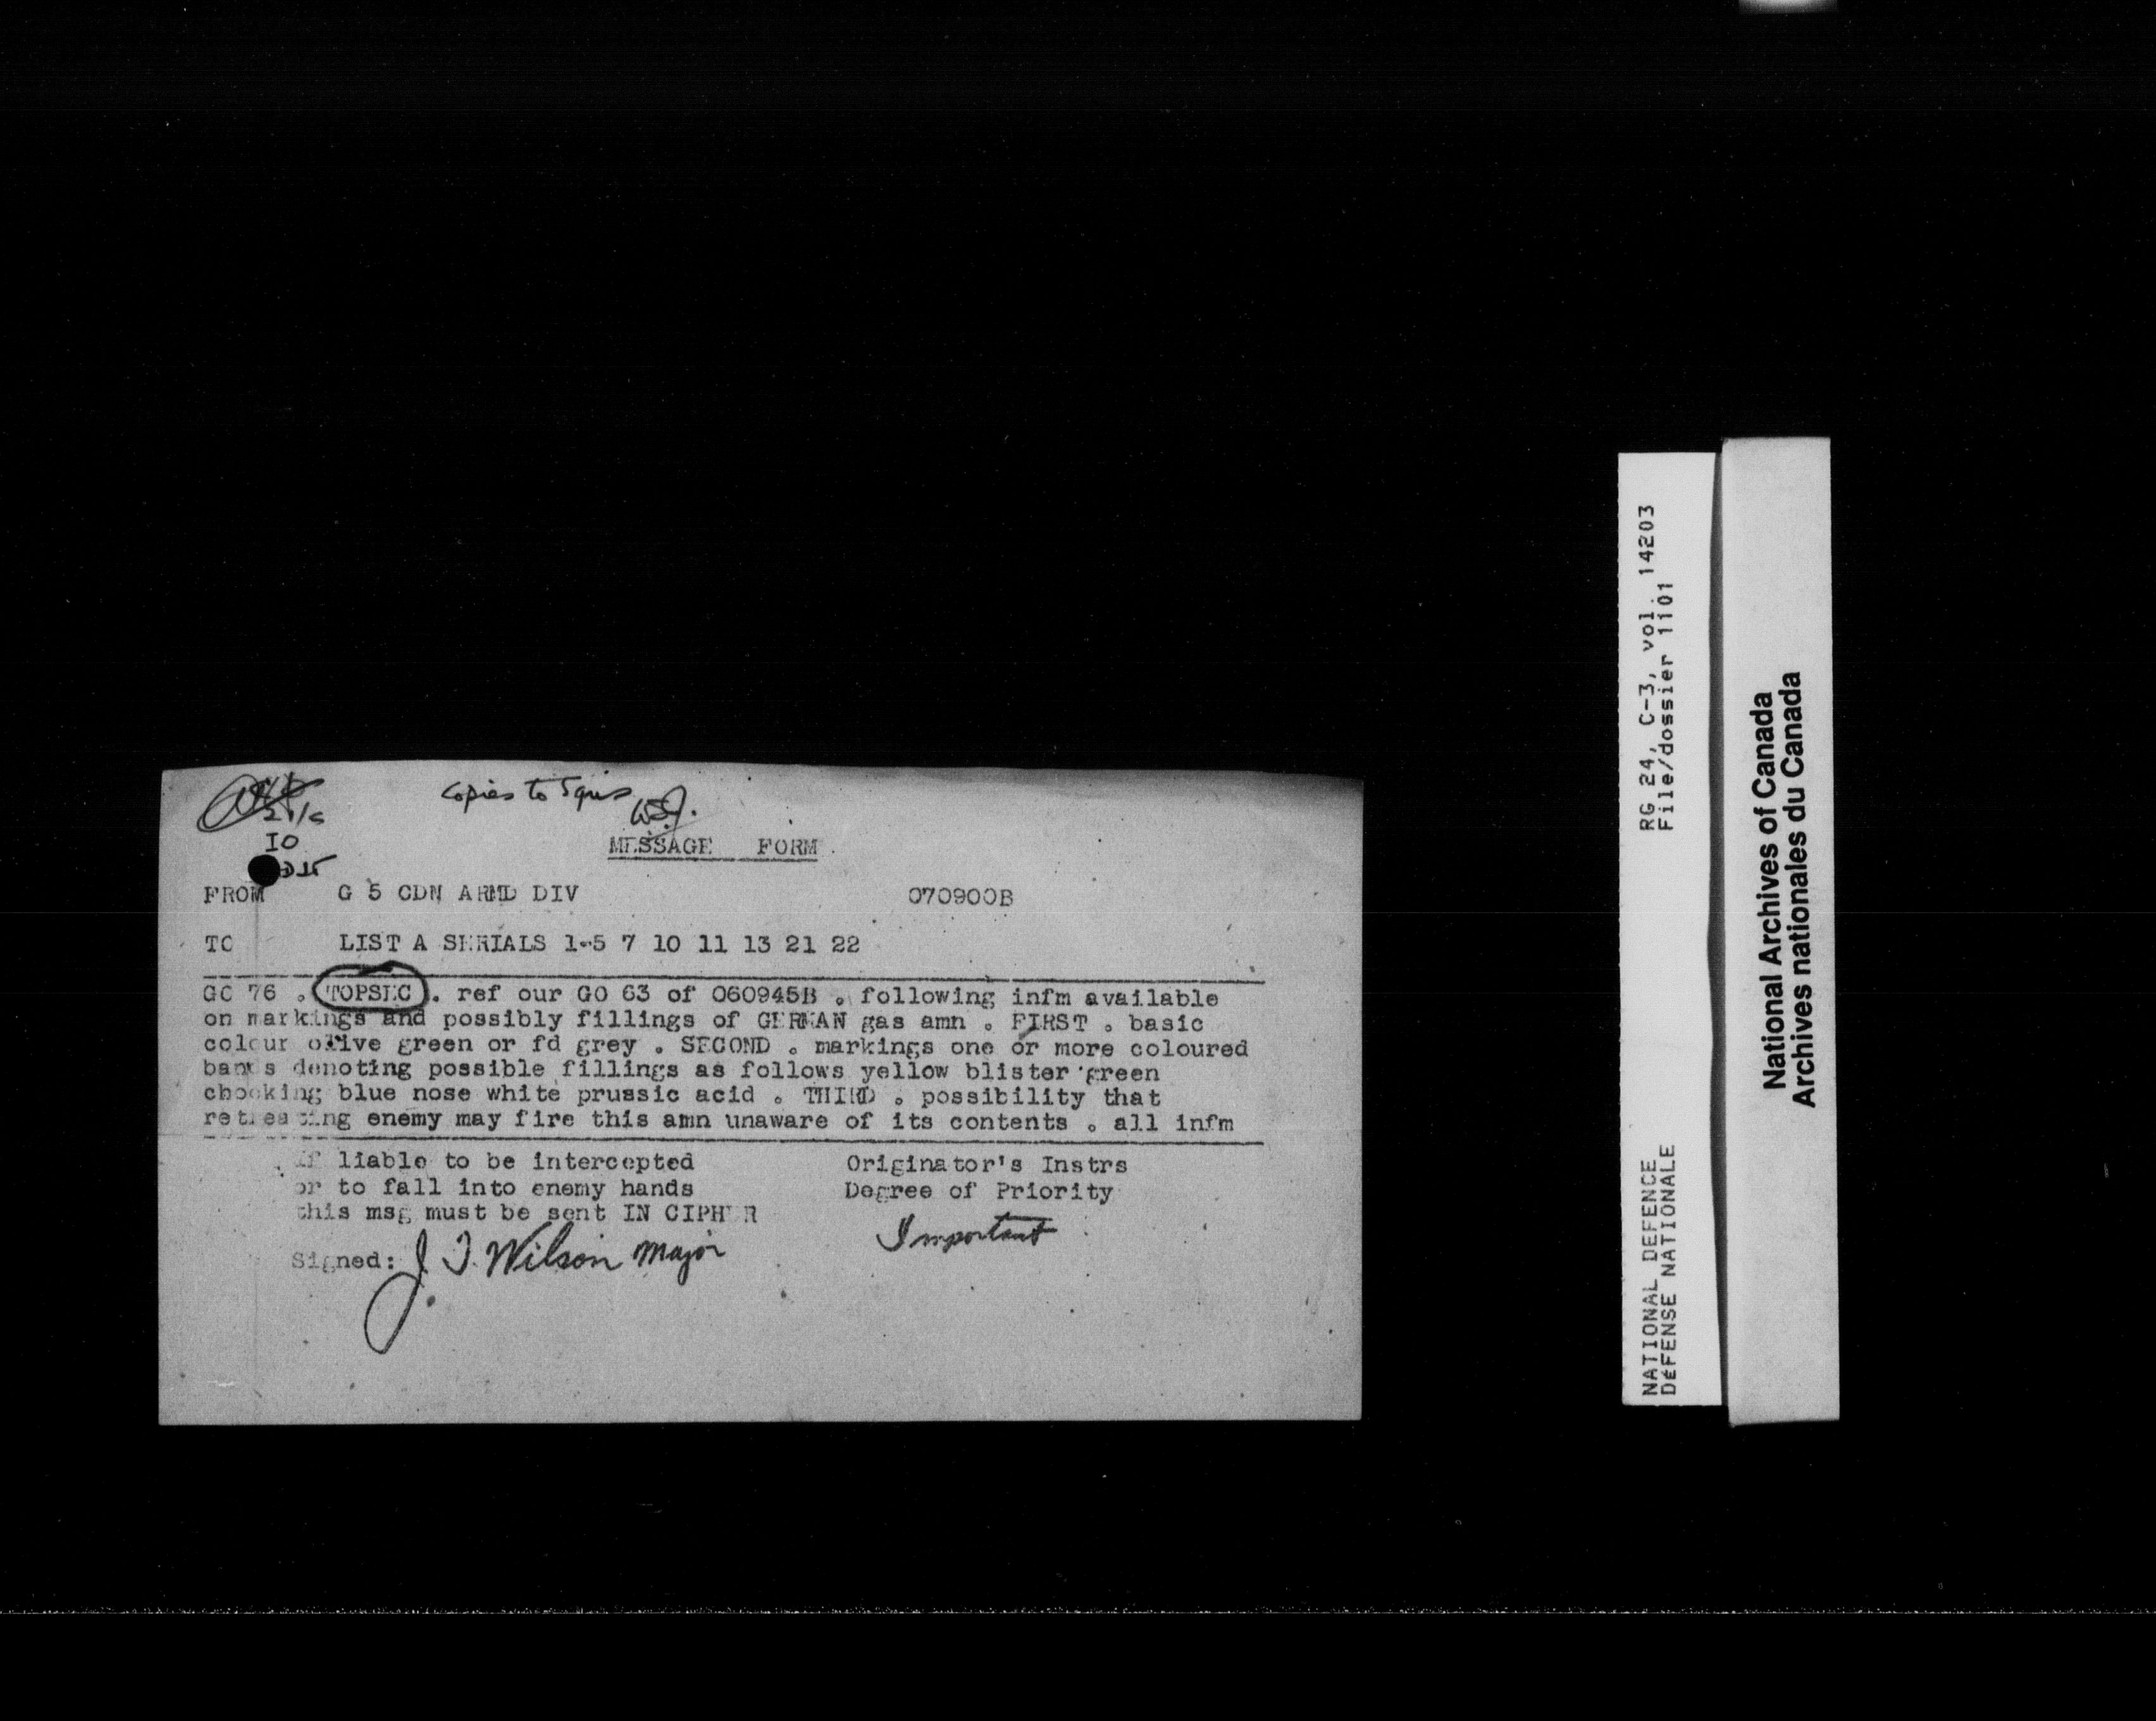 copies to Sqns
IO
MESSAGE FORM
FROM G 5 CDN ARMD DIV 070900B
TO LIST A SERIALS 1-5 7 10 11 13 21 22
GO 76 . TOPSEC . ref our GO 63 of 060945B . following infm available
on markings and possibly fillings of GERMAN gas amn . FIRST . basic
colour olive green or fd grey . SECOND . markings one or more coloured
bands denoting possible fillings as follows yellow blister green
chocking blue nose white prussic acid . THIRD . possibility that
retreating enemy may fire this amn unaware of its contents . all infm
If liable to be intercepted
or to fall into enemy hands
this msg must be sent IN CIPHER
Originator's Instrs
Degree of Priority
Important
Signed: J. T. Wilson Major
RG 24, C-3, vol. 14203
File/dossier 1101
NATIONAL DEFENCE
DéFENSE NATIONALE
National Archives of Canada
Archives nationales du Canada